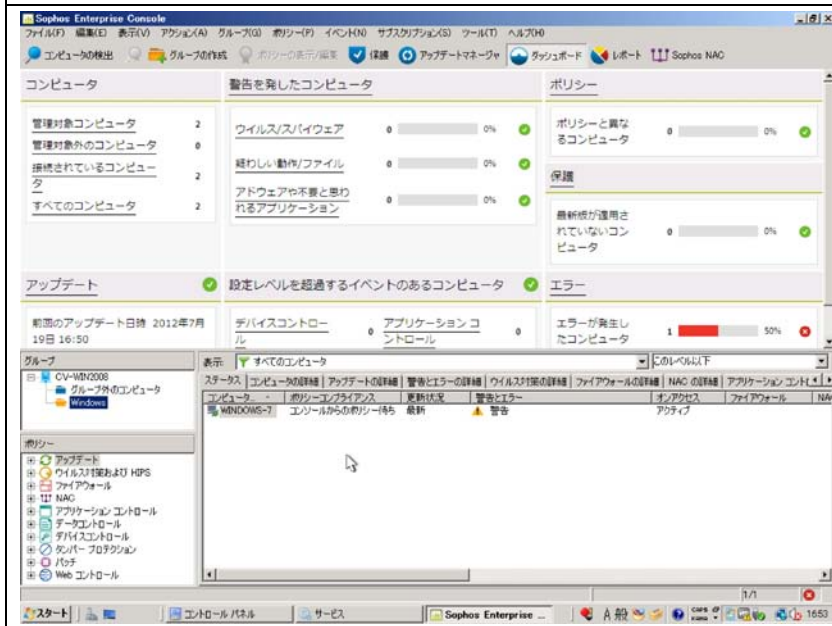 Sophos Enterprise Console
ファイル(F) 編集(E) 表示(V) アクション(A) グループ(G) ポリシー(P) イベント(N) サブスクリプション(S) ツール(T) ヘルプ(H)
コンピュータの検出 グループの作成 ポリシーの表示/編集 保護 アップデートマネージャ ダッシュボード レポート Sophos NAC
コンピュータ 警告を発したコンピュータ ポリシー
管理対象コンピュータ 2
管理対象外のコンピュータ 0
接続されているコンピュー
タ 2
すべてのコンピュータ 2
ウイルス/スパイウェア 0 0%
疑わしい動作/ファイル 0 0%
アドウェアや不要と思わ
れるアプリケーション 0 0%
ポリシーと異な
るコンピュータ 0 0%
保護
最新版が適用さ
れていないコン
ピュータ 0 0%
アップデート 設定レベルを超過するイベントのあるコンピュータ エラー
前回のアップデート日時 2012年7月
19日 16:50
デバイスコントロー
ル 0
アプリケーション コ
ントロール 0
エラーが発生し
たコンピュータ 1 50%
グループ
CV-WIN2008
グループ外のコンピュータ
Windows
表示: すべてのコンピュータ このレベル以下
ステータス コンピュータの詳細 アップデートの詳細 警告とエラーの詳細 ウイルス対策の詳細 ファイアウォールの詳細 NAC の詳細 アプリケーション コントロ
コンピュータ... ポリシーコンプライアンス 更新状況 警告とエラー オンアクセス ファイアウォール NA
WINDOWS-7 コンソールからのポリシー待ち 最新 警告 アクティブ
ポリシー
アップデート
ウイルス対策および HIPS
ファイアウォール
NAC
アプリケーション コントロール
データコントロール
デバイスコントロール
タンパー プロテクション
パッチ
Web コントロール
1/1
スタート コントロール パネル サービス Sophos Enterprise ... A 般 CAPS KANA 16:53